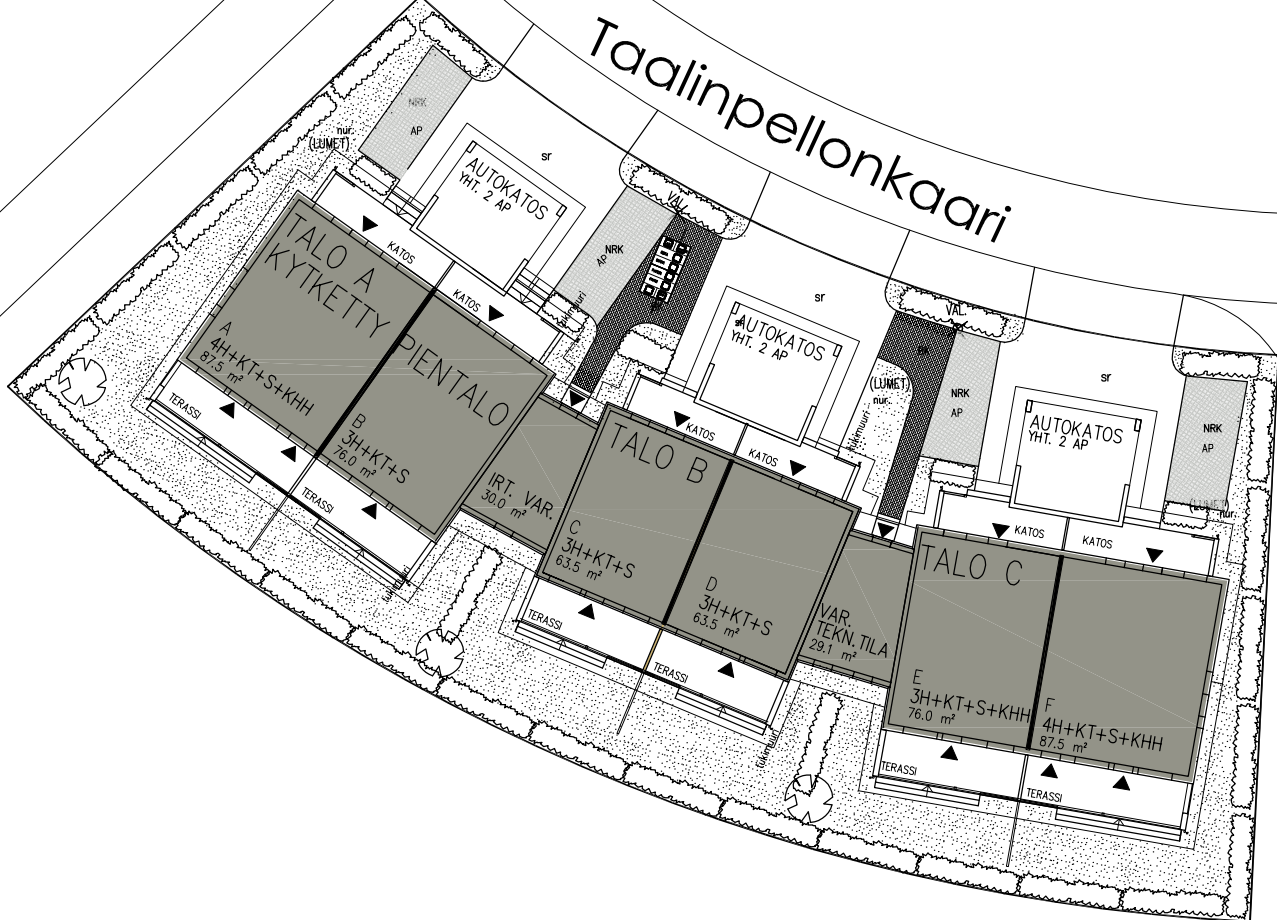 Taalinpellonkaari
NRK
AP
nur.
(LUMET)
sr
AUTOKATOS
YHT. 2 AP
VAL.
NRK
AP
KATOS
KATOS
TALO A
KYTKETTY PIENTALO
A
4H+KT+S+KHH
87.5 m²
B
3H+KT+S
76.0 m²
TERASSI
TERASSI
IRT. VAR.
30.0 m²
sr
AUTOKATOS
YHT. 2 AP
VAL.
(LUMET)
nur.
tukimuuri
NRK
AP
KATOS
KATOS
TALO B
C
3H+KT+S
63.5 m²
D
3H+KT+S
63.5 m²
TERASSI
TERASSI
tukimuuri
VAR.
TEKN.TILA
29.1 m²
sr
AUTOKATOS
YHT. 2 AP
NRK
AP
(LUMET)
nur.
KATOS
KATOS
TALO C
E
3H+KT+S+KHH
76.0 m²
F
4H+KT+S+KHH
87.5 m²
TERASSI
TERASSI